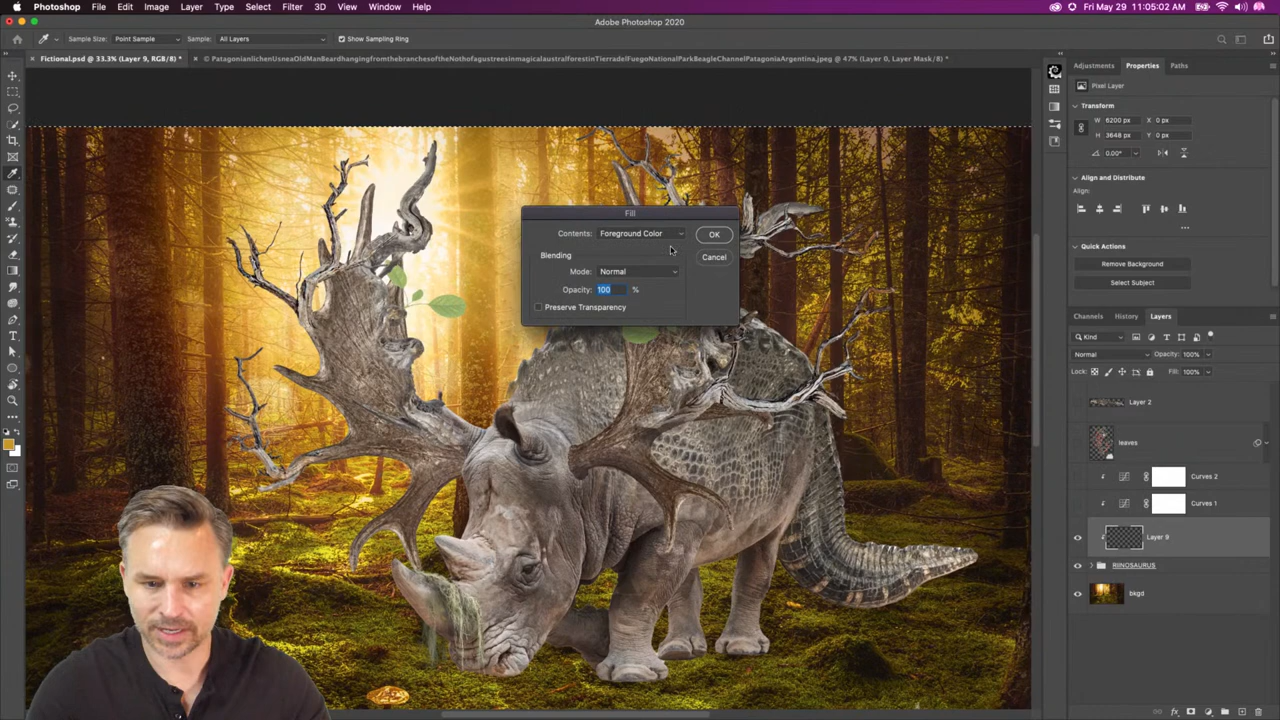 Photoshop File Edit Image Layer Type Select Filter 3D View Window Help
Fri May 29 11:05:02 AM
Adobe Photoshop 2020
Sample Size: Point Sample Sample: All Layers Show Sampling Ring
Fictional.psd @ 33.3% (Layer 9, RGB/8) *
© PatagonianlichenUsneaOldManBeardhangingfromthebranchesoftheNothofagustreesinmagicalaustralforestinTierradelFuegoNationalParkBeagleChannelPatagoniaArgentina.jpeg @ 47% (Layer 0, Layer Mask/8) *
Adjustments Properties Paths
Pixel Layer
Transform
W 6200 px X 0 px
H 3648 px Y 0 px
0.00°
Align and Distribute
Align:
Quick Actions
Remove Background
Select Subject
Channels History Layers
Kind
Normal Opacity: 100%
Lock: Fill: 100%
Layer 2
leaves
Curves 2
Curves 1
Layer 9
RIINOSAURUS
bkgd
Fill
Contents: Foreground Color OK
Blending Cancel
Mode: Normal
Opacity: 100 %
Preserve Transparency